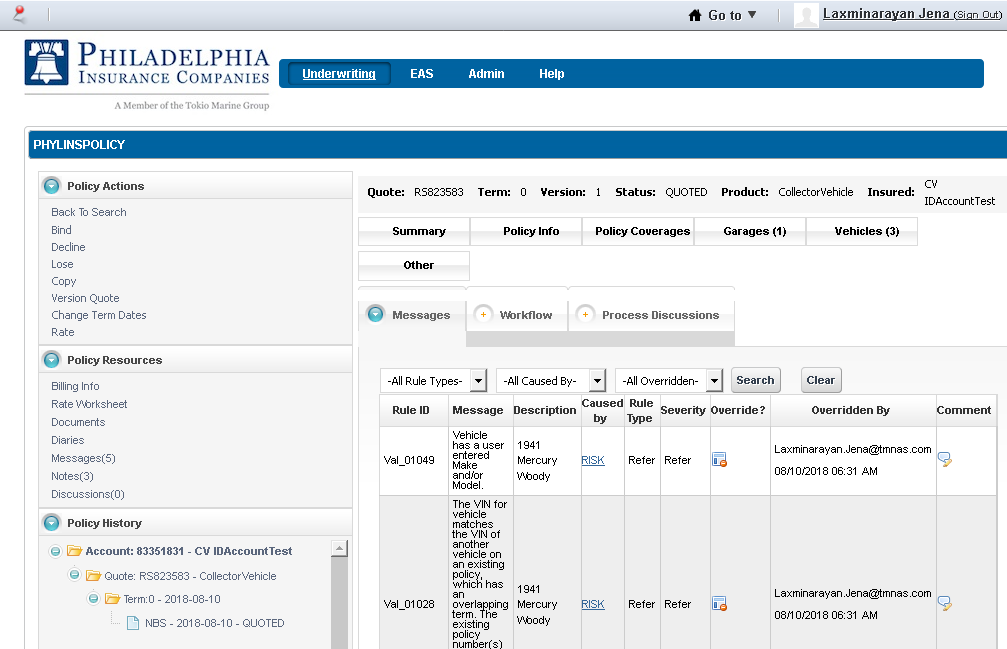 Go to ▼
Laxminarayan Jena (Sign Out)
PHILADELPHIA
INSURANCE COMPANIES
A Member of the Tokio Marine Group
Underwriting EAS Admin Help
PHYLINSPOLICY
Policy Actions
Back To Search
Bind
Decline
Lose
Copy
Version Quote
Change Term Dates
Rate
Policy Resources
Billing Info
Rate Worksheet
Documents
Diaries
Messages(5)
Notes(3)
Discussions(0)
Policy History
Account: 83351831 - CV IDAccountTest
Quote: RS823583 - CollectorVehicle
Term:0 - 2018-08-10
NBS - 2018-08-10 - QUOTED
Quote: RS823583 Term: 0 Version: 1 Status: QUOTED Product: CollectorVehicle Insured: CV
IDAccountTest
Summary Policy Info Policy Coverages Garages (1) Vehicles (3)
Other
Messages Workflow Process Discussions
-All Rule Types- -All Caused By- -All Overridden- Search Clear
Rule ID Message Description Caused by Rule Type Severity Override? Overridden By Comment
Val_01049
Vehicle
has a user
entered
Make
and/or
Model.
1941
Mercury
Woody
RISK
Refer
Refer
Laxminarayan.Jena@tmnas.com
08/10/2018 06:31 AM
Val_01028
The VIN for
vehicle
matches
the VIN of
another
vehicle on
an existing
policy,
which has
an
overlapping
term. The
existing
policy
number(s)
1941
Mercury
Woody
RISK
Refer
Refer
Laxminarayan.Jena@tmnas.com
08/10/2018 06:31 AM